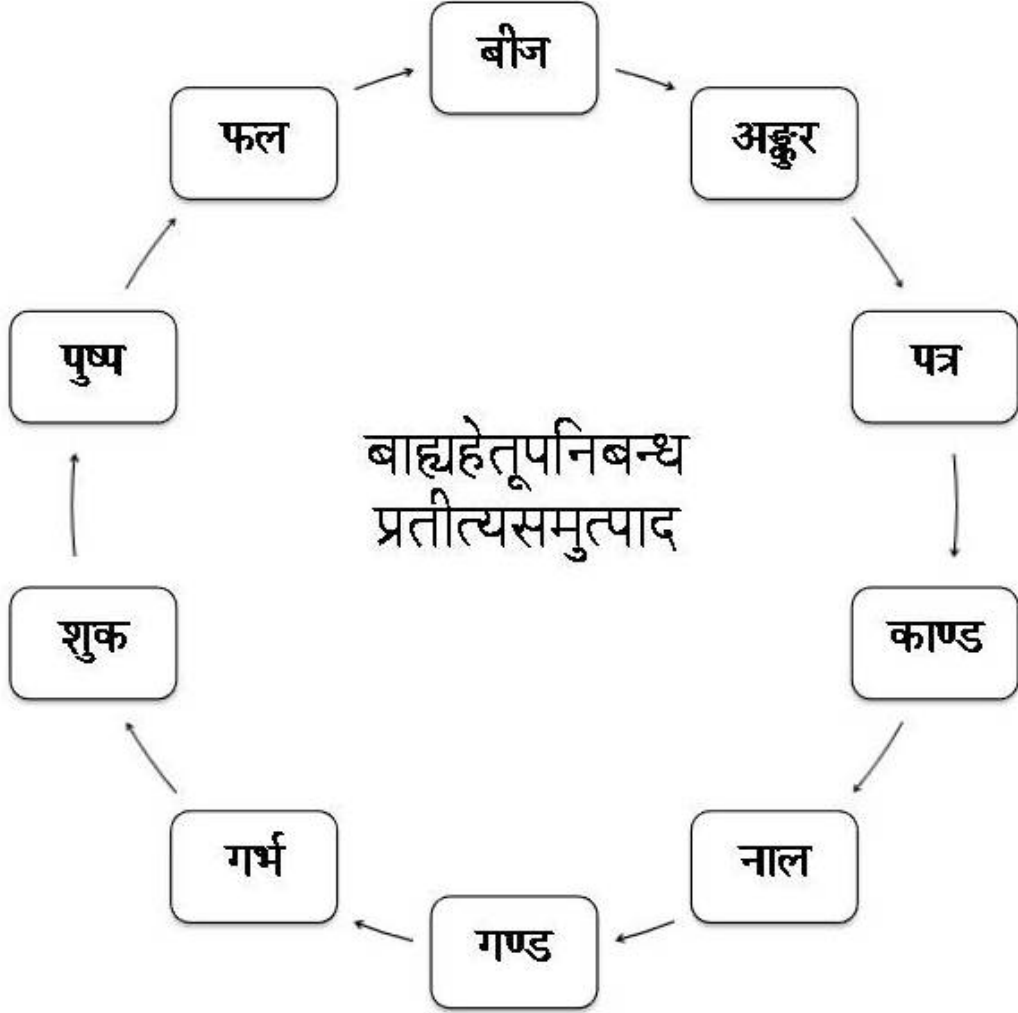 बीज
अङ्कुर
पत्र
काण्ड
नाल
गण्ड
गर्भ
शुक
पुष्प
फल
बाह्यहेतूपनिबन्ध
प्रतीत्यसमुत्पाद